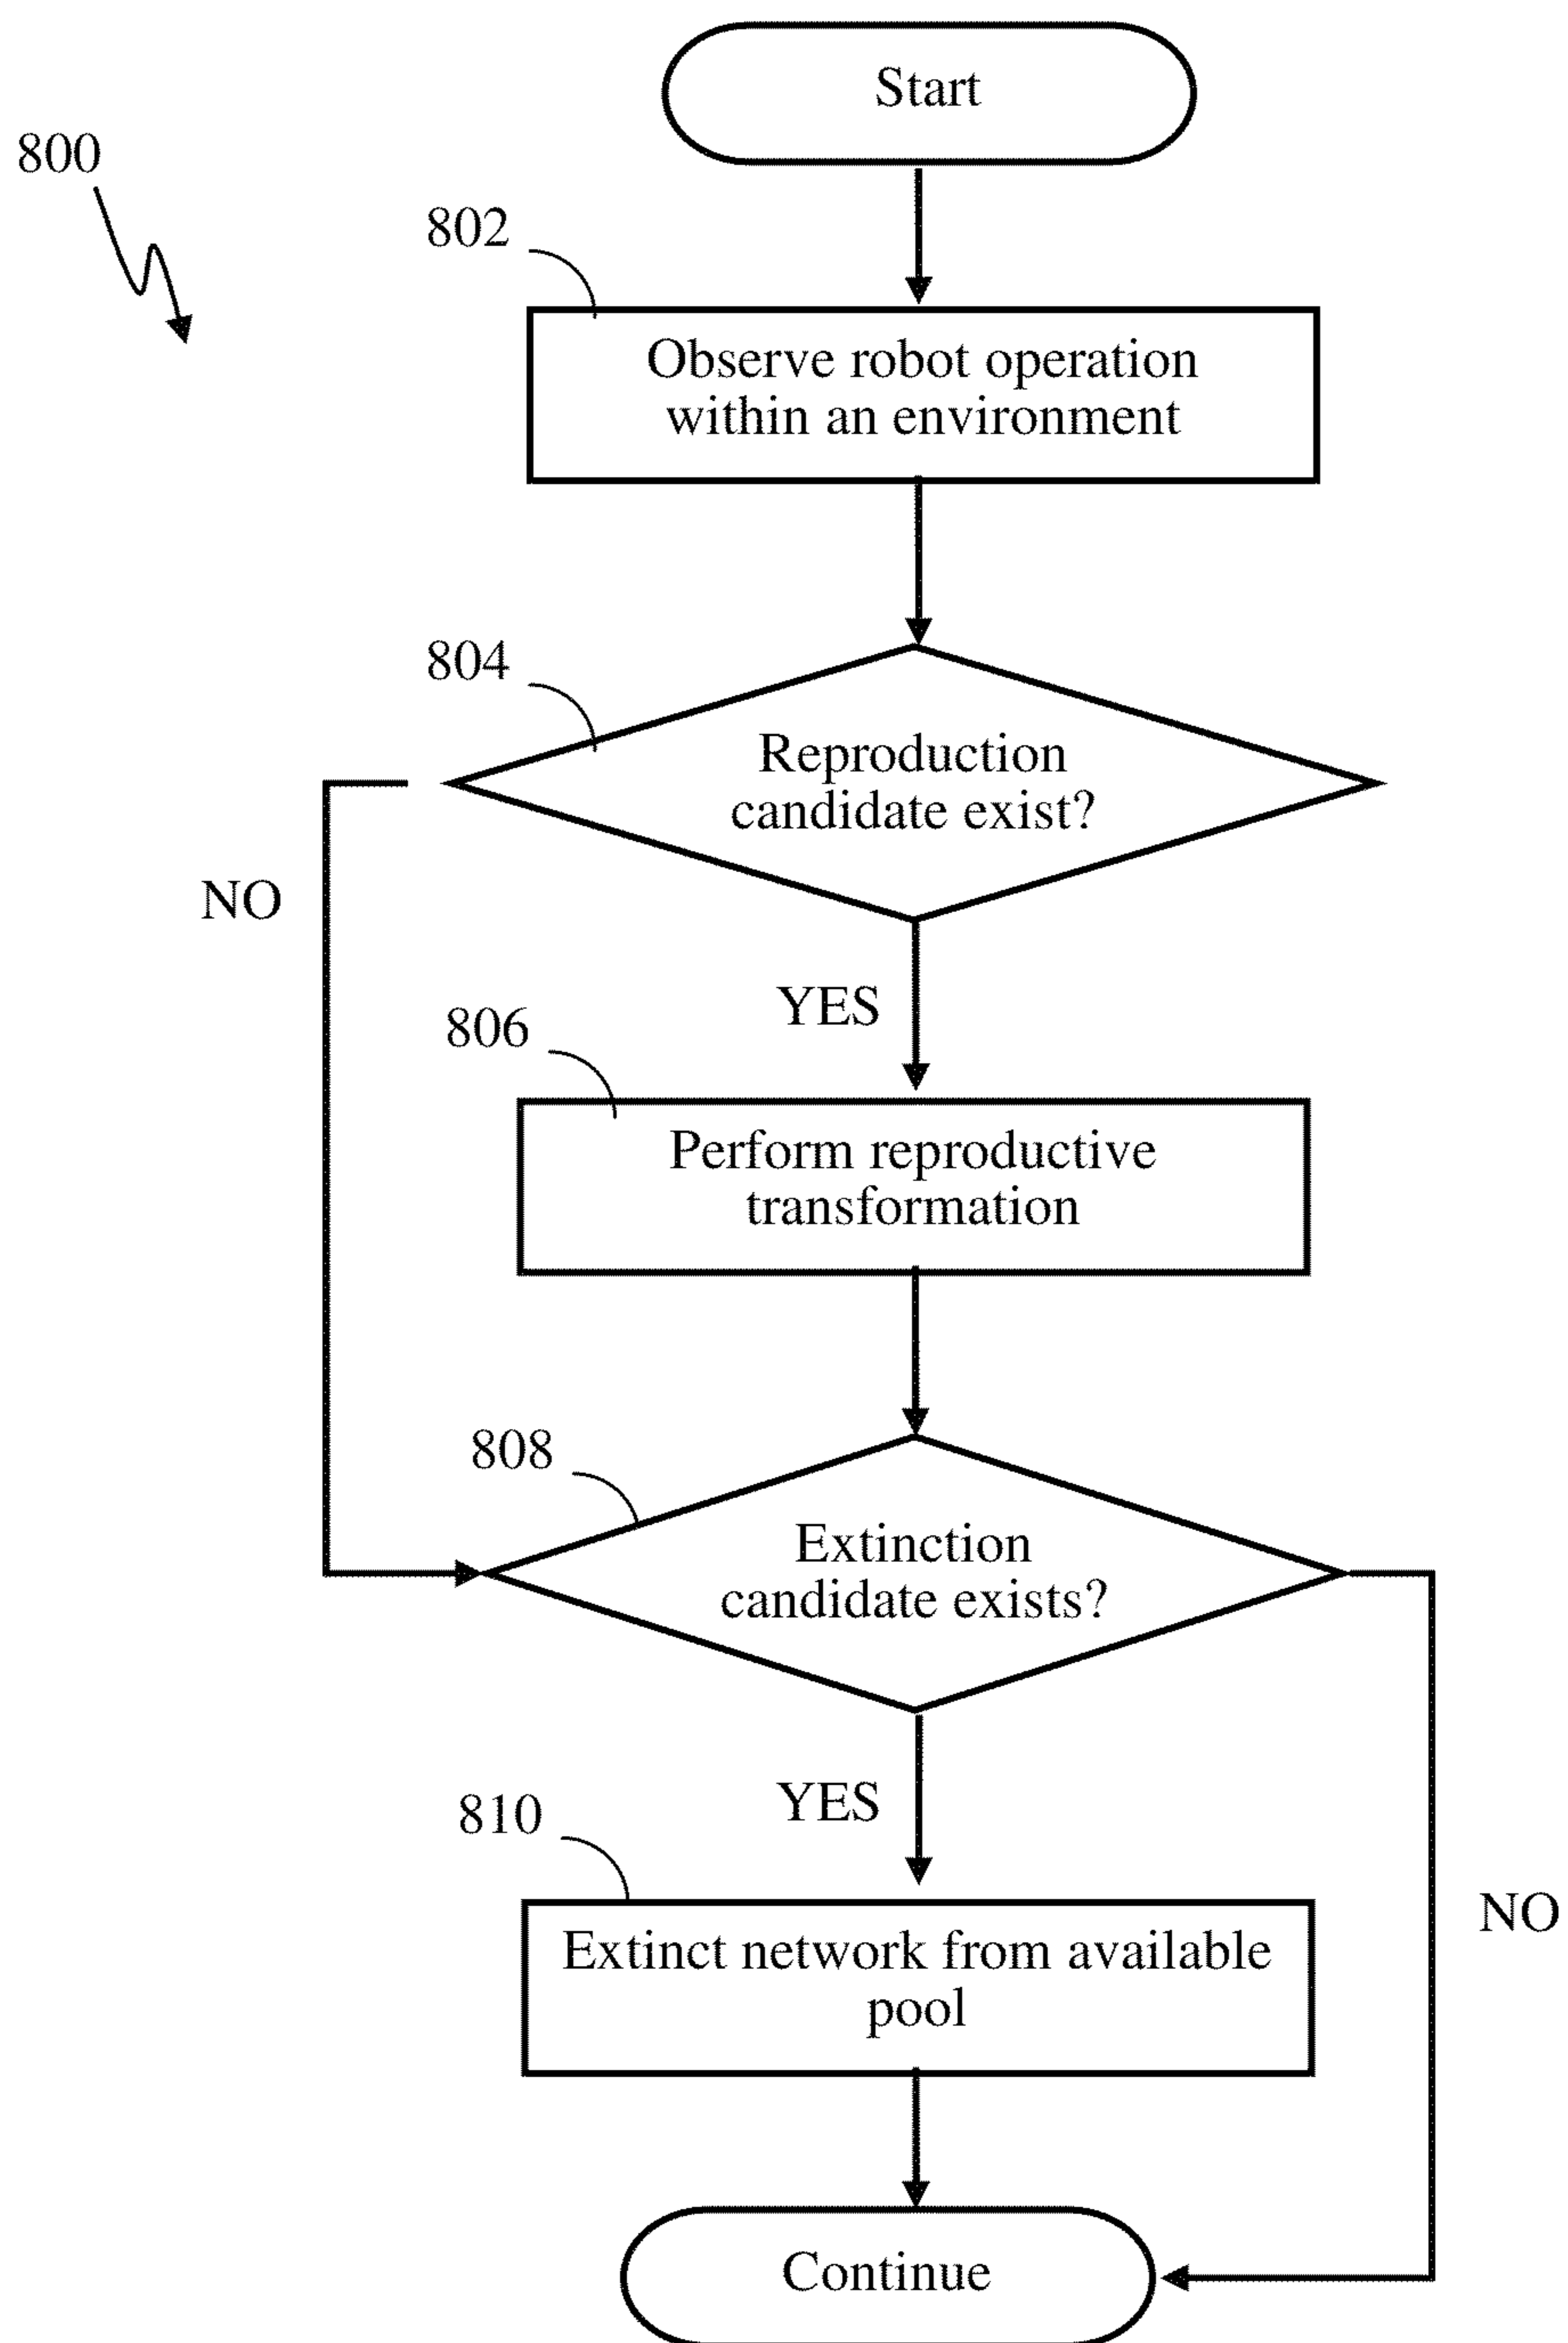 Start
800
802
Observe robot operation
within an environment
804
Reproduction
candidate exist?
NO
YES
806
Perform reproductive
transformation
808
Extinction
candidate exists?
YES
810
NO
Extinct network from available
pool
Continue